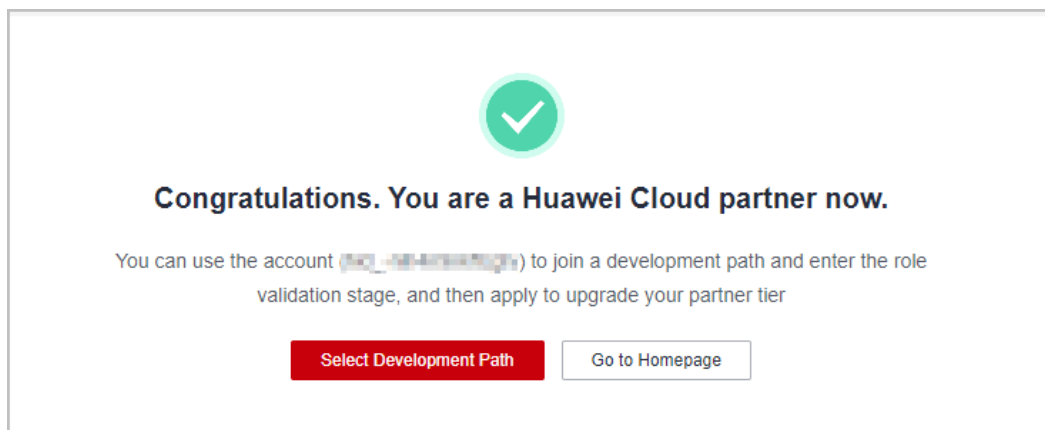 Congratulations. You are a Huawei Cloud partner now.
You can use the account ( ) to join a development path and enter the role
validation stage, and then apply to upgrade your partner tier
Select Development Path
Go to Homepage